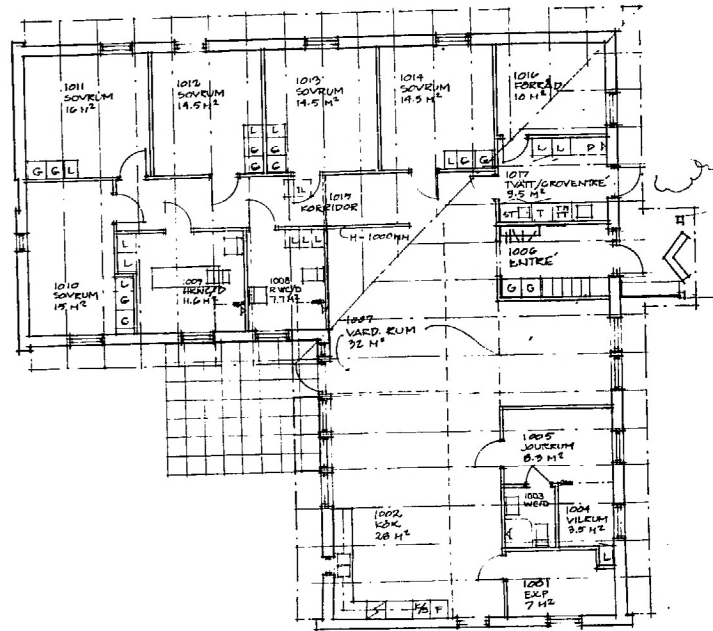 1011
SOVRUM
16 M²
1012
SOVRUM
14.5 M²
1013
SOVRUM
14.5 M²
1014
SOVRUM
14.5 M²
1016
FÖRRÅD
10 M²
L
G
G
L
G
G
G G L
L G G
L L D
1017
TVÄTT/GROVENTRÉ
9.5 M²
ST T TM TT
1015
KORRIDOR
H=1000 MM
1006
ENTRÉ
G G
1010
SOVRUM
15 M²
L
L
L
G
G
1009
11.6 M²
1008
7.7 M²
L L L
1007
VARD. RUM
32 M²
1005
JOURRUM
8.3 M²
1003
WC/D
1004
VILRUM
3.5 M²
1002
KÖK
28 M²
L
1001
EXP
7 M²
S K/S F